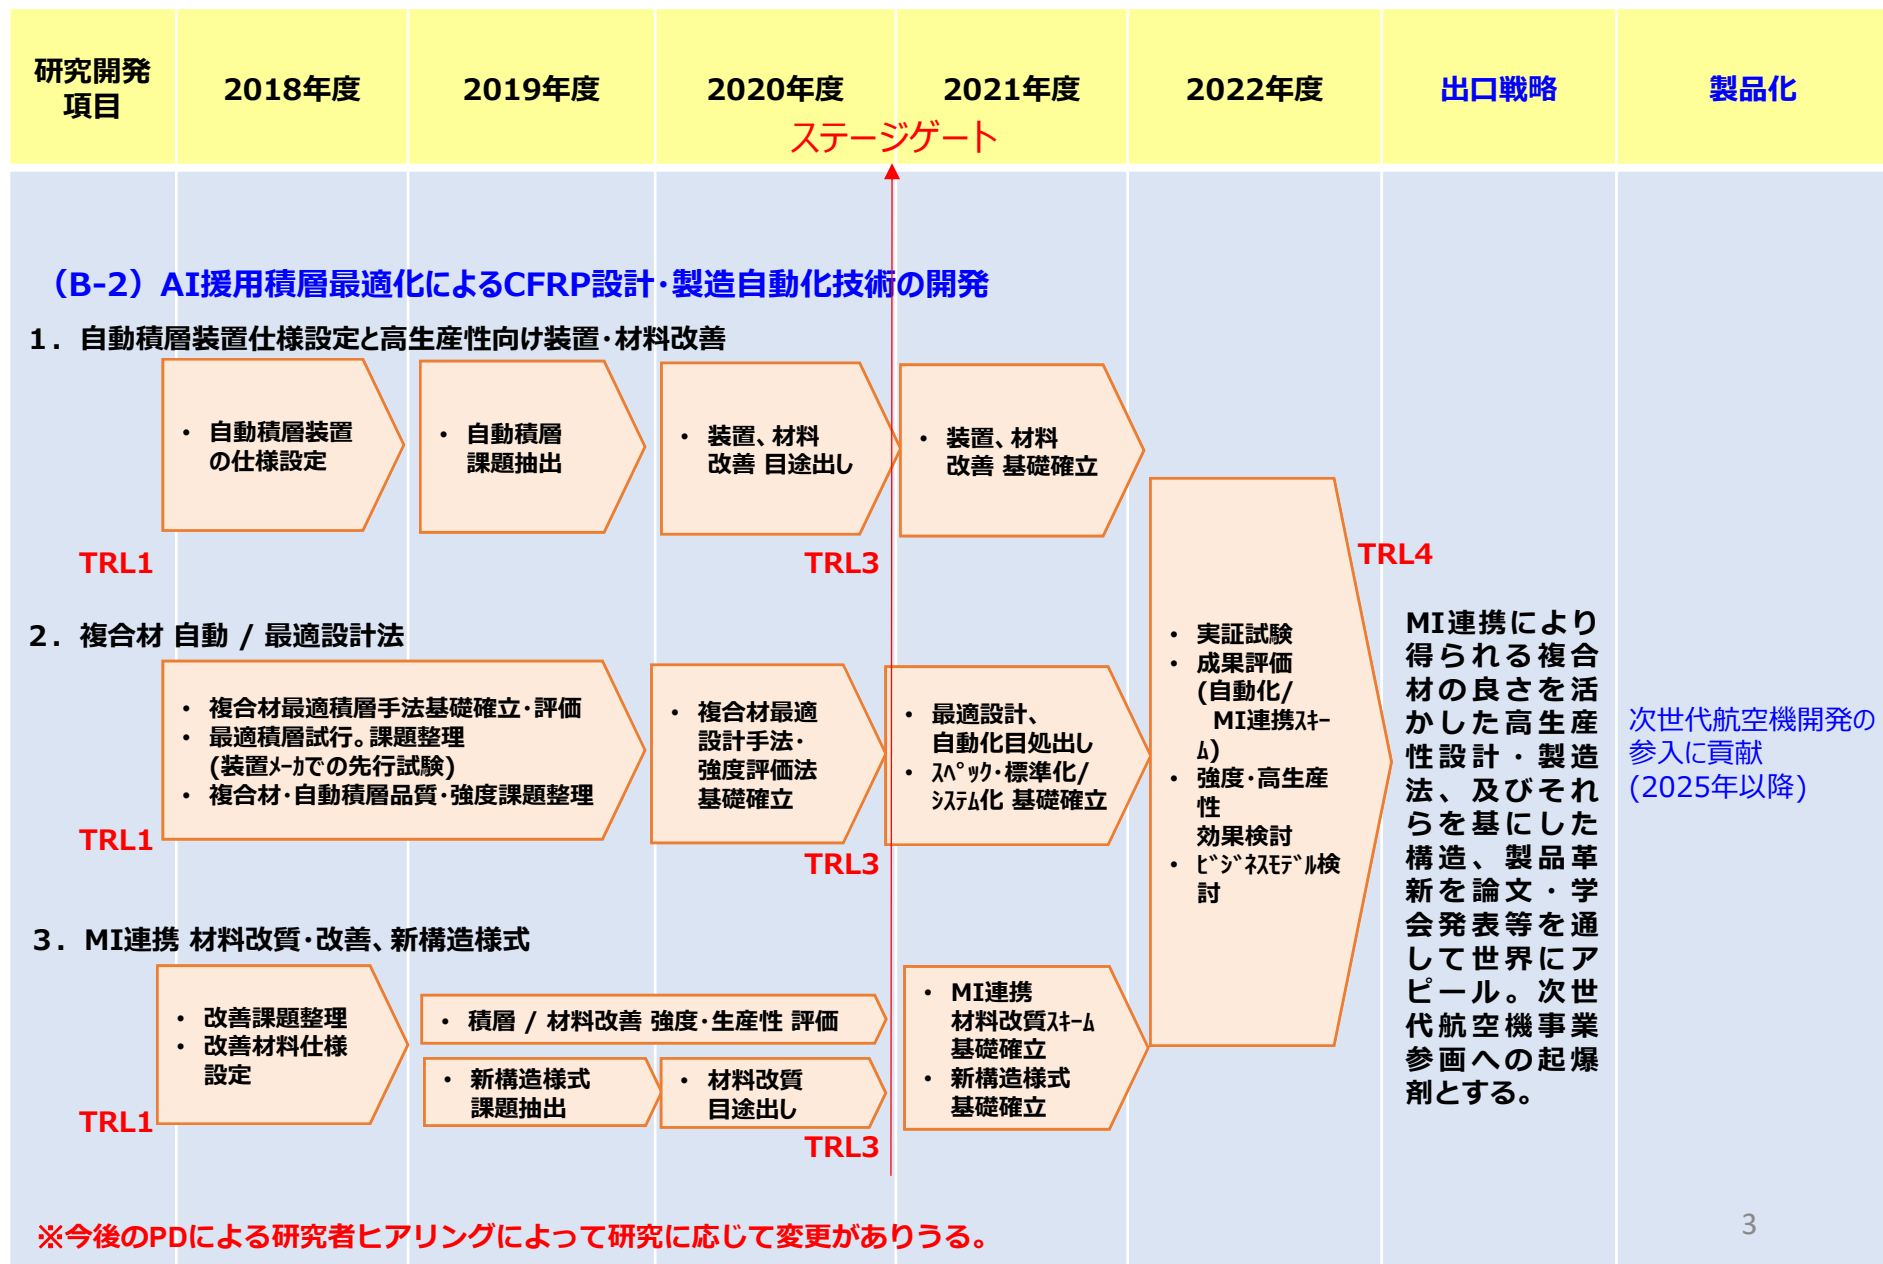 研究開発
項目
2018年度
2019年度
2020年度
2021年度
2022年度
出口戦略
製品化
ステージゲート
（B-2）AI援用積層最適化によるCFRP設計･製造自動化技術の開発
１．自動積層装置仕様設定と高生産性向け装置･材料改善
• 自動積層装置
の仕様設定
• 自動積層
課題抽出
• 装置､材料
改善 目途出し
• 装置､材料
改善 基礎確立
TRL1
TRL3
TRL4
２．複合材 自動 / 最適設計法
• 複合材最適積層手法基礎確立･評価
• 最適積層試行｡課題整理
(装置ﾒｰｶでの先行試験)
• 複合材･自動積層品質･強度課題整理
• 複合材最適
設計手法･
強度評価法
基礎確立
• 最適設計､
自動化目処出し
• ｽﾍﾟｯｸ･標準化/
ｼｽﾃﾑ化 基礎確立
TRL1
TRL3
• 実証試験
• 成果評価
(自動化/
MI連携ｽｷｰ
ﾑ)
• 強度･高生産
性
効果検討
• ﾋﾞｼﾞﾈｽﾓﾃﾞﾙ検
討
MI連携により
得られる複合
材の良さを活
かした高生産
性設計・製造
法、及びそれ
らを基にした
構造、製品革
新を論文・学
会発表等を通
して世界にア
ピール。次世
代航空機事業
参画への起爆
剤とする。
次世代航空機開発の
参入に貢献
(2025年以降)
３．MI連携 材料改質･改善､新構造様式
• 改善課題整理
• 改善材料仕様
設定
• 積層 / 材料改善 強度･生産性 評価
• 新構造様式
課題抽出
• 材料改質
目途出し
• MI連携
材料改質ｽｷｰﾑ
基礎確立
• 新構造様式
基礎確立
TRL1
TRL3
※今後のPDによる研究者ヒアリングによって研究に応じて変更がありうる。
3